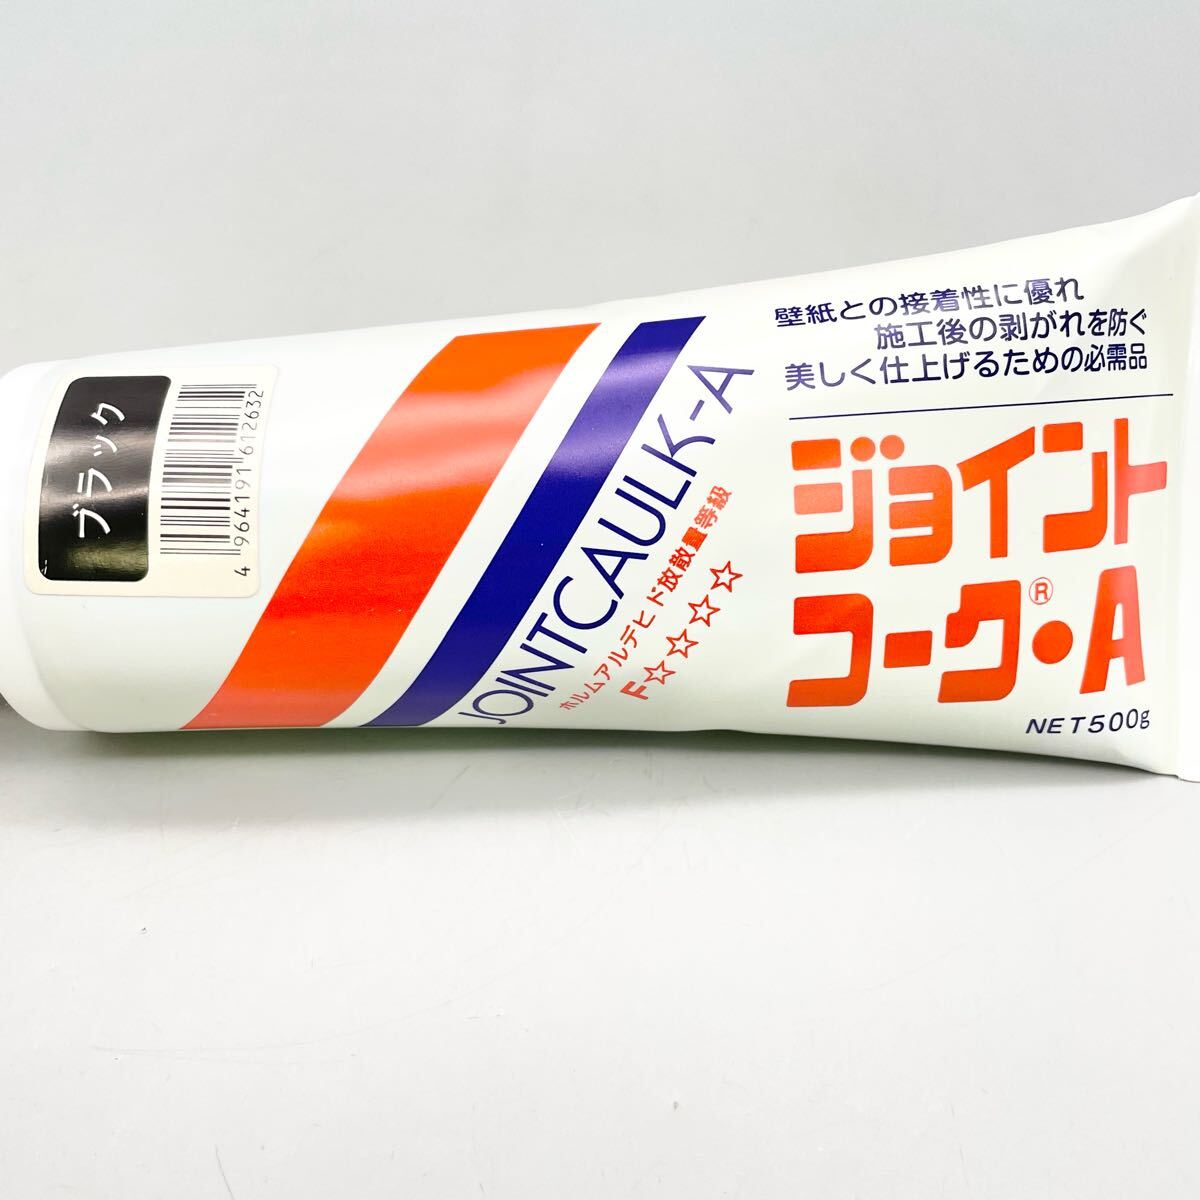 壁紙との接着性に優れ
施工後の剥がれを防ぐ
美しく仕上げるための必需品
ジョイント
コーク®・A
NET500g
JOINTCAULK-A
ホルムアルデヒド放散量等級
F☆☆☆☆
ブラック
4 964191 612632